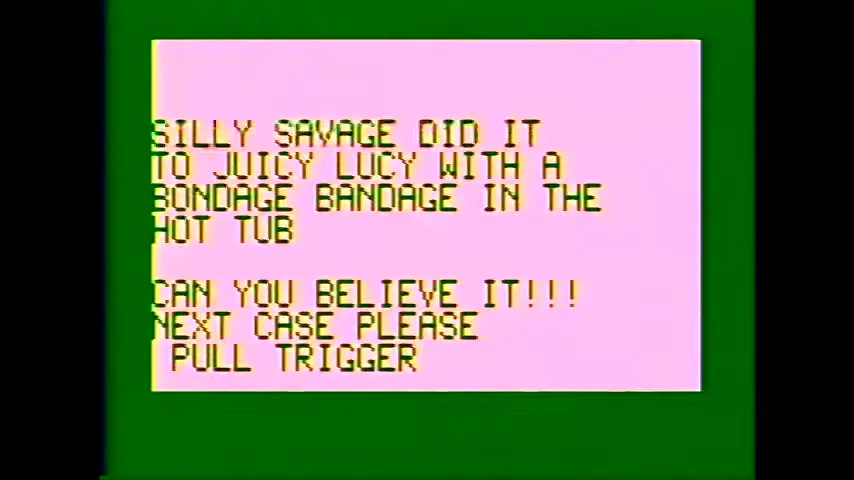 SILLY SAVAGE DID IT
TO JUICY LUCY WITH A
BONDAGE BANDAGE IN THE
HOT TUB
CAN YOU BELIEVE IT!!!
NEXT CASE PLEASE
PULL TRIGGER